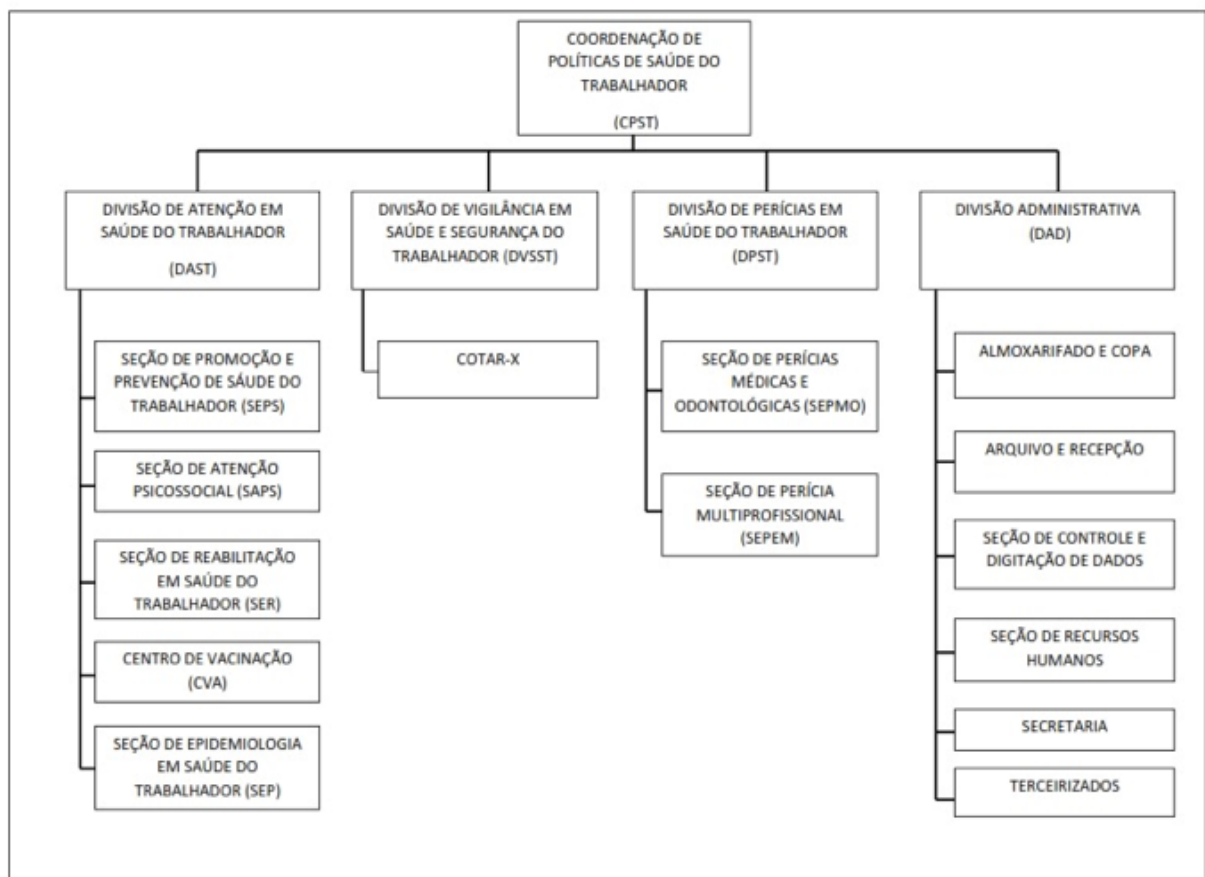 COORDENAÇÃO DE
POLÍTICAS DE SAÚDE DO
TRABALHADOR
(CPST)
DIVISÃO DE ATENÇÃO EM
SAÚDE DO TRABALHADOR
(DAST)
SEÇÃO DE PROMOÇÃO E
PREVENÇÃO DE SÁUDE DO
TRABALHADOR (SEPS)
SEÇÃO DE ATENÇÃO
PSICOSSOCIAL (SAPS)
SEÇÃO DE REABILITAÇÃO
EM SAÚDE DO
TRABALHADOR (SER)
CENTRO DE VACINAÇÃO
(CVA)
SEÇÃO DE EPIDEMIOLOGIA
EM SAÚDE DO
TRABALHADOR (SEP)
DIVISÃO DE VIGILÂNCIA EM
SAÚDE E SEGURANÇA DO
TRABALHADOR (DVSST)
COTAR-X
DIVISÃO DE PERÍCIAS EM
SAÚDE DO TRABALHADOR
(DPST)
SEÇÃO DE PERÍCIAS
MÉDICAS E
ODONTOLÓGICAS (SEPMO)
SEÇÃO DE PERÍCIA
MULTIPROFISSIONAL
(SEPEM)
DIVISÃO ADMINISTRATIVA
(DAD)
ALMOXARIFADO E COPA
ARQUIVO E RECEPÇÃO
SEÇÃO DE CONTROLE E
DIGITAÇÃO DE DADOS
SEÇÃO DE RECURSOS
HUMANOS
SECRETARIA
TERCEIRIZADOS